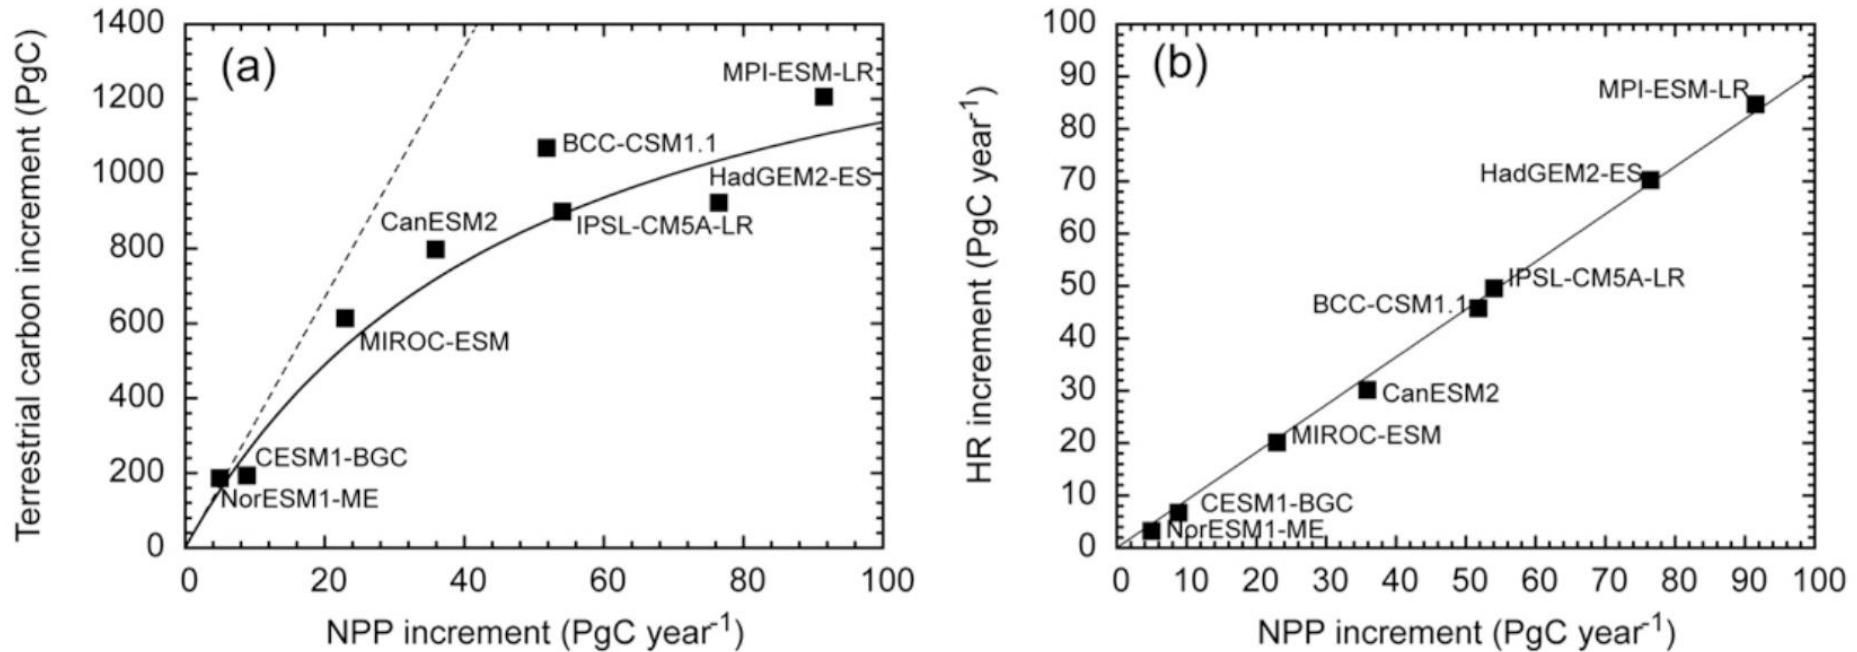 Terrestrial carbon increment (PgC)
1400
1200
1000
800
600
400
200
0
(a)
MPI-ESM-LR
BCC-CSM1.1
HadGEM2-ES
CanESM2
IPSL-CM5A-LR
MIROC-ESM
CESM1-BGC
NorESM1-ME
0 20 40 60 80 100
NPP increment (PgC year⁻¹)
HR increment (PgC year⁻¹)
100
90
80
70
60
50
40
30
20
10
0
(b)
MPI-ESM-LR
HadGEM2-ES
IPSL-CM5A-LR
BCC-CSM1.1
CanESM2
MIROC-ESM
CESM1-BGC
NorESM1-ME
0 10 20 30 40 50 60 70 80 90 100
NPP increment (PgC year⁻¹)